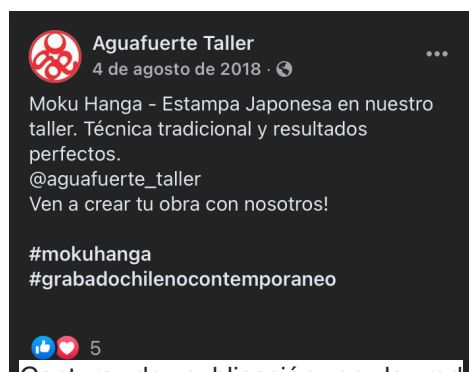 Aguafuerte Taller
4 de agosto de 2018 ·
Moku Hanga - Estampa Japonesa en nuestro
taller. Técnica tradicional y resultados
perfectos.
@aguafuerte_taller
Ven a crear tu obra con nosotros!
#mokuhanga
#grabadochilenocontemporaneo
5